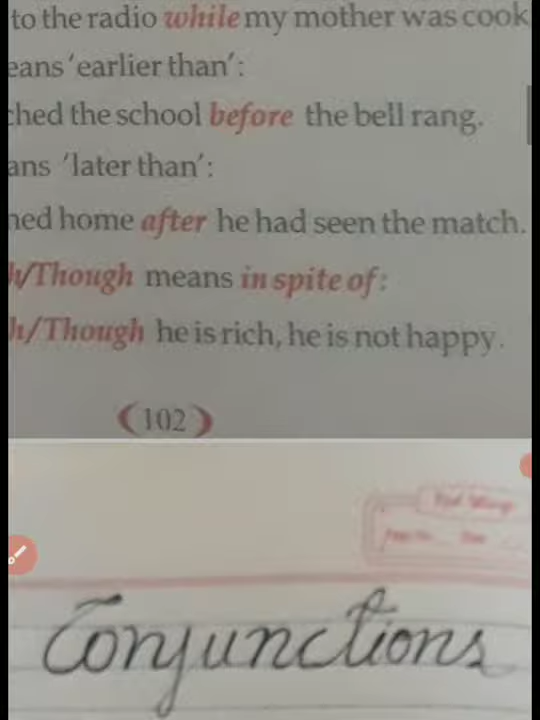 to the radio while my mother was cook
eans 'earlier than':
ched the school before the bell rang.
ans 'later than':
ned home after he had seen the match.
h/Though means in spite of:
h/Though he is rich, he is not happy.
(102)
Conjunctions